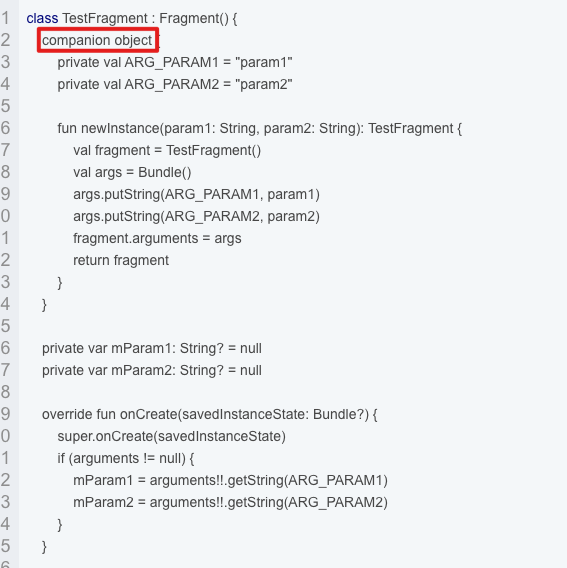 1 class TestFragment : Fragment() {
2 companion object {
3 private val ARG_PARAM1 = "param1"
4 private val ARG_PARAM2 = "param2"
5
6 fun newInstance(param1: String, param2: String): TestFragment {
7 val fragment = TestFragment()
8 val args = Bundle()
9 args.putString(ARG_PARAM1, param1)
0 args.putString(ARG_PARAM2, param2)
1 fragment.arguments = args
2 return fragment
3 }
4 }
5
6 private var mParam1: String? = null
7 private var mParam2: String? = null
8
9 override fun onCreate(savedInstanceState: Bundle?) {
0 super.onCreate(savedInstanceState)
1 if (arguments != null) {
2 mParam1 = arguments!!.getString(ARG_PARAM1)
3 mParam2 = arguments!!.getString(ARG_PARAM2)
4 }
5 }